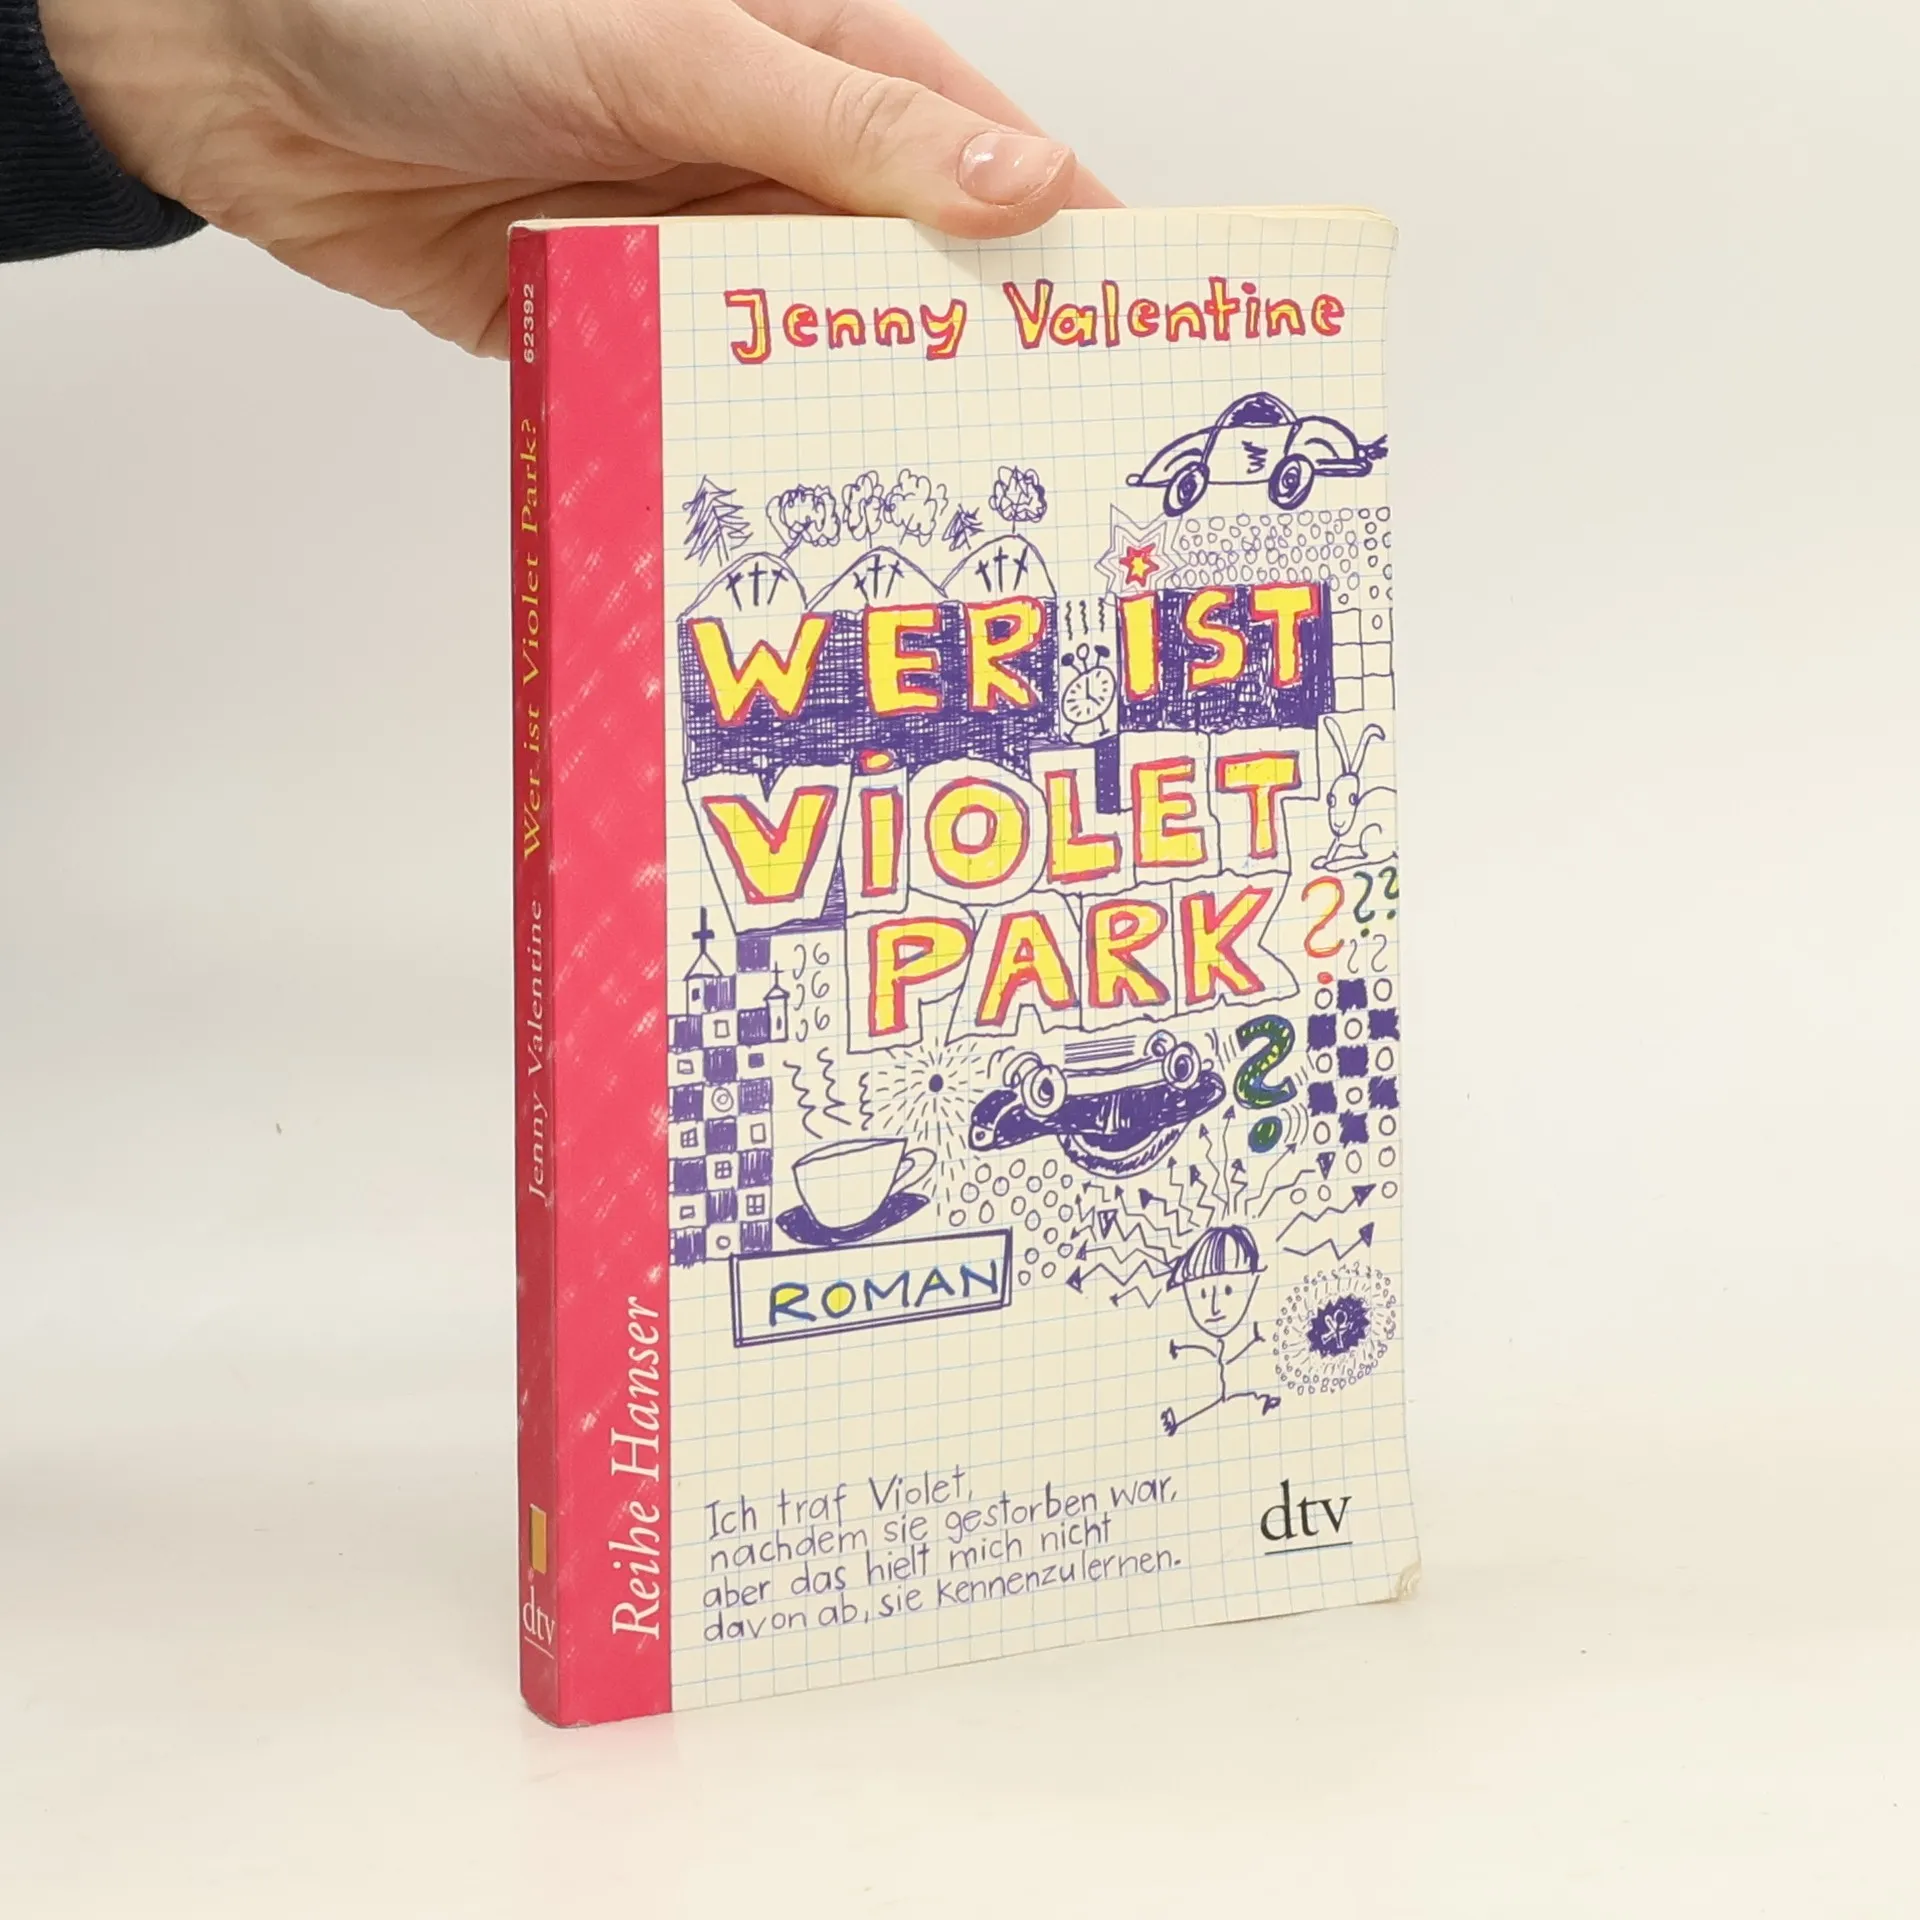 Jenny Valentine
WER IST
VIOLET
PARK
?
???
??
?
ROMAN
Ich traf Violet,
nachdem sie gestorben war,
aber das hielt mich nicht
davon ab, sie kennenzulernen.
dtv
Reihe Hanser
Jenny Valentine Wer ist Violet Park? 62392
dtv